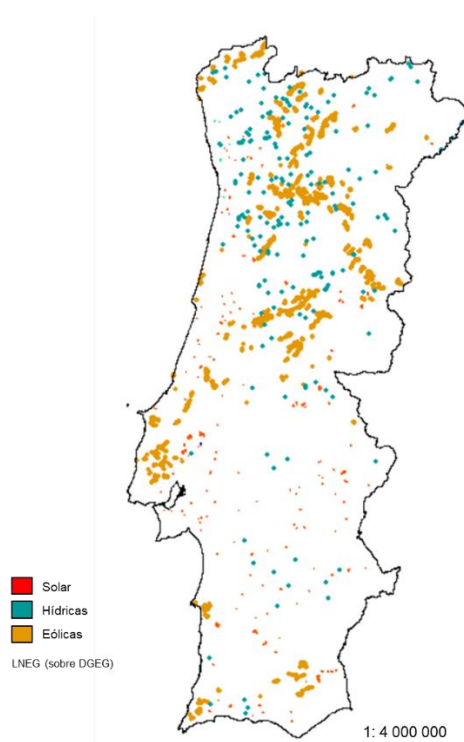 Solar
Hídricas
Eólicas
LNEG (sobre DGEG)
1: 4 000 000